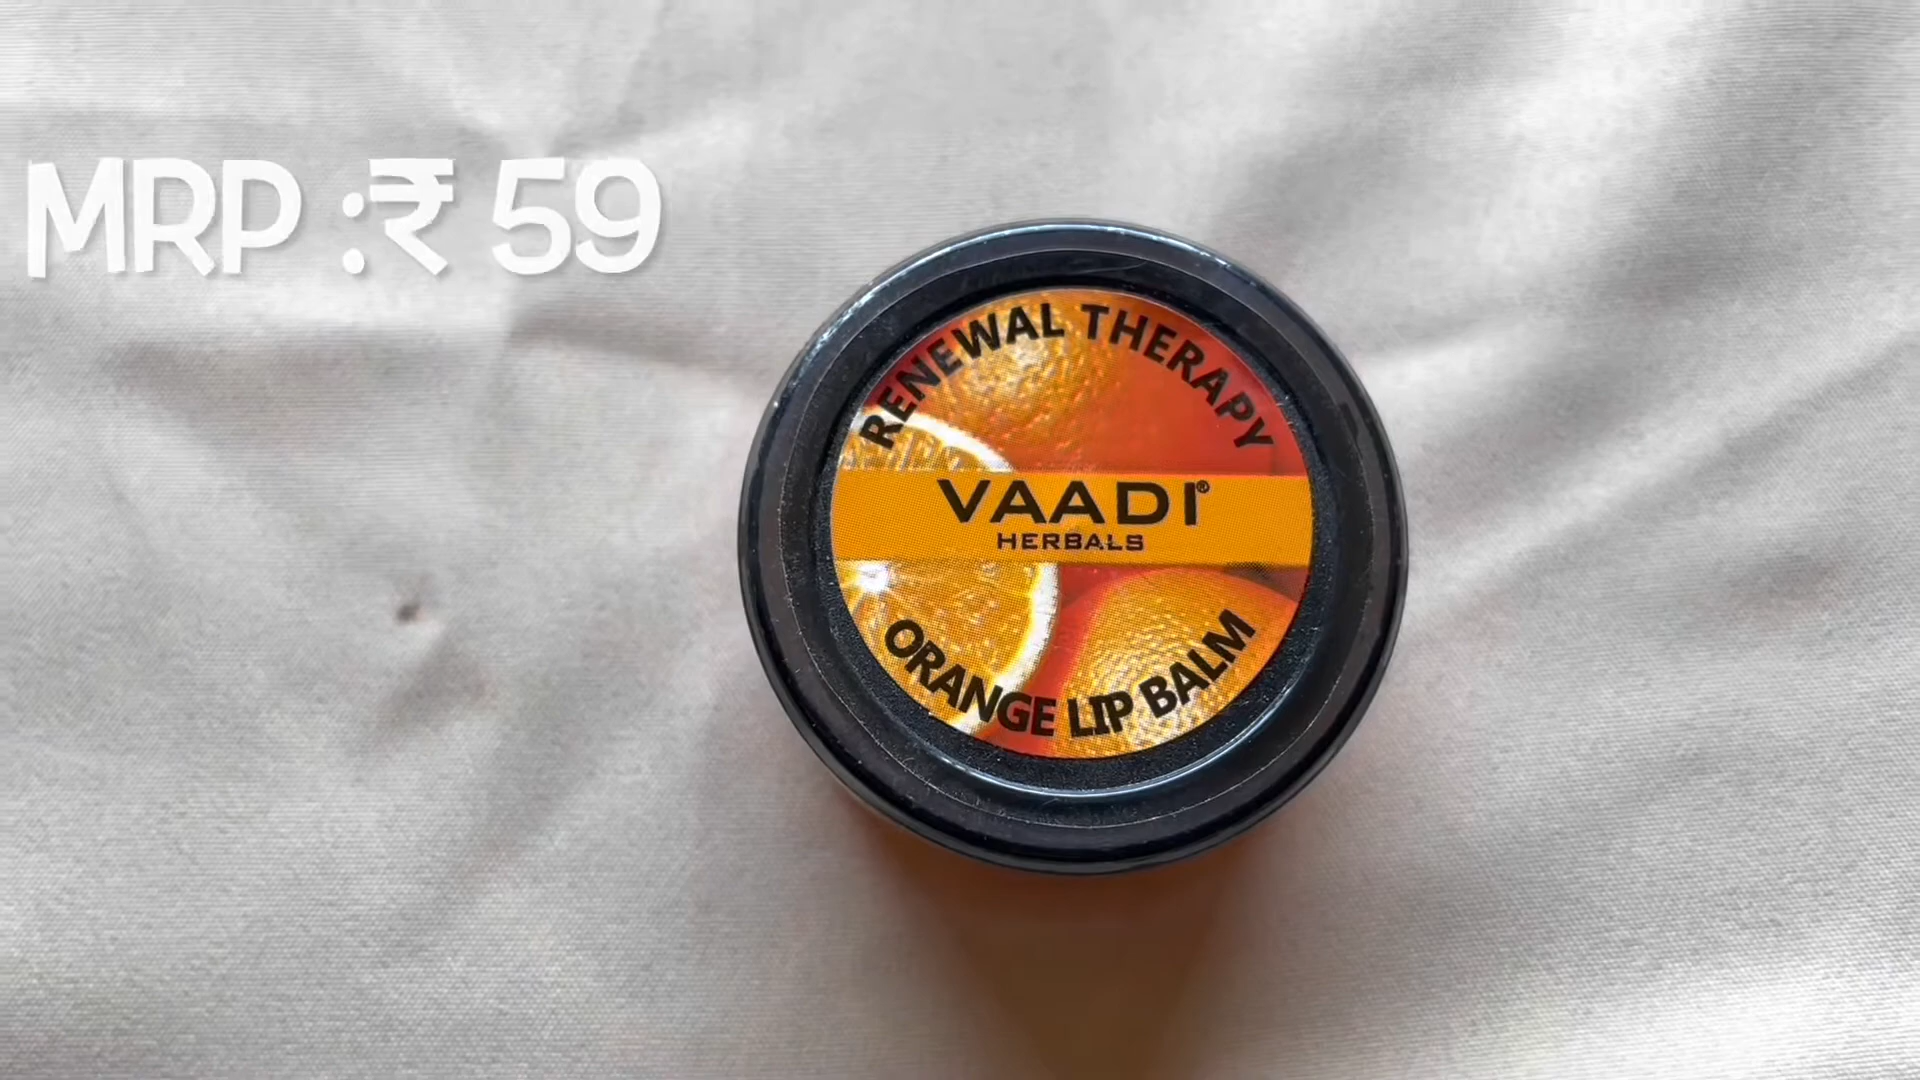 MRP :₹ 59
RENEWAL THERAPY
VAADI®
HERBALS
ORANGE LIP BALM